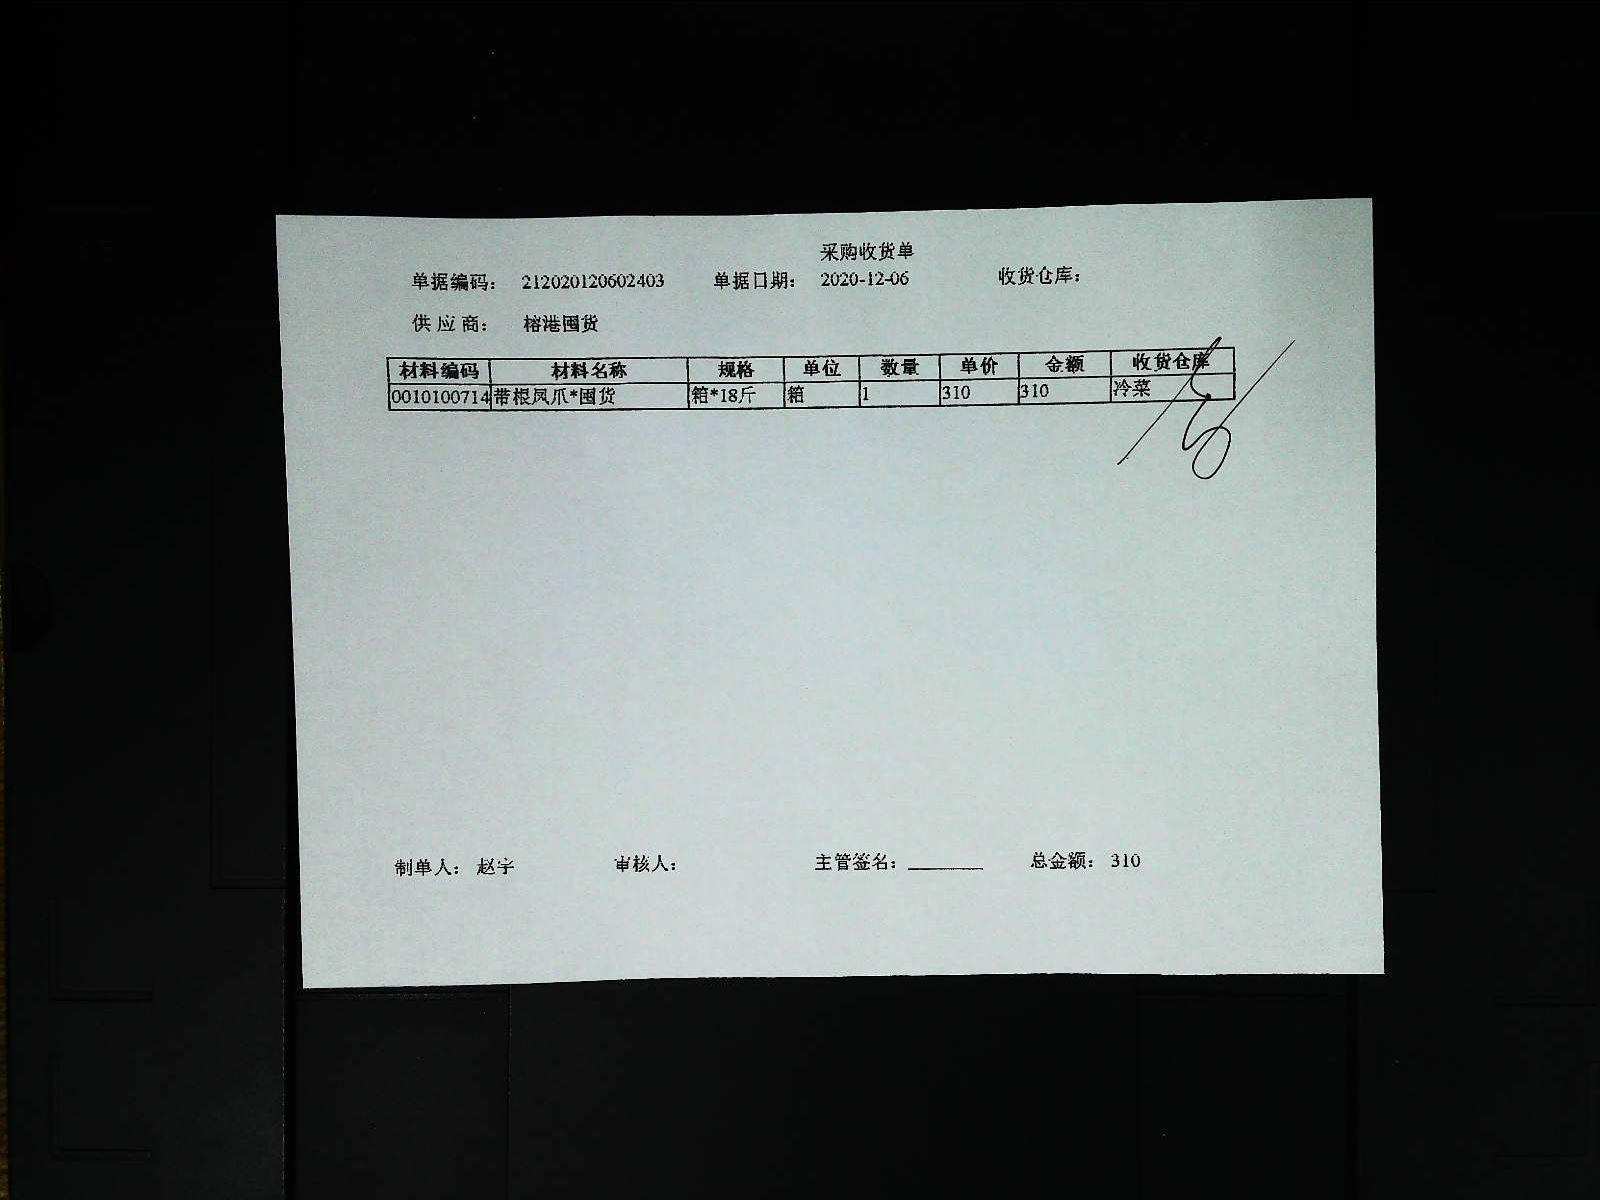 采购收货单
单据编码： 212020120602403 单据日期： 2020-12-06 收货仓库：
供 应 商： 榕港囤货
材料编码 材料名称 规格 单位 数量 单价 金额 收货仓库
0010100714 带根凤爪*囤货 箱*18斤 箱 1 310 310 冷菜
制单人： 赵宇 审核人： 主管签名： 总金额： 310